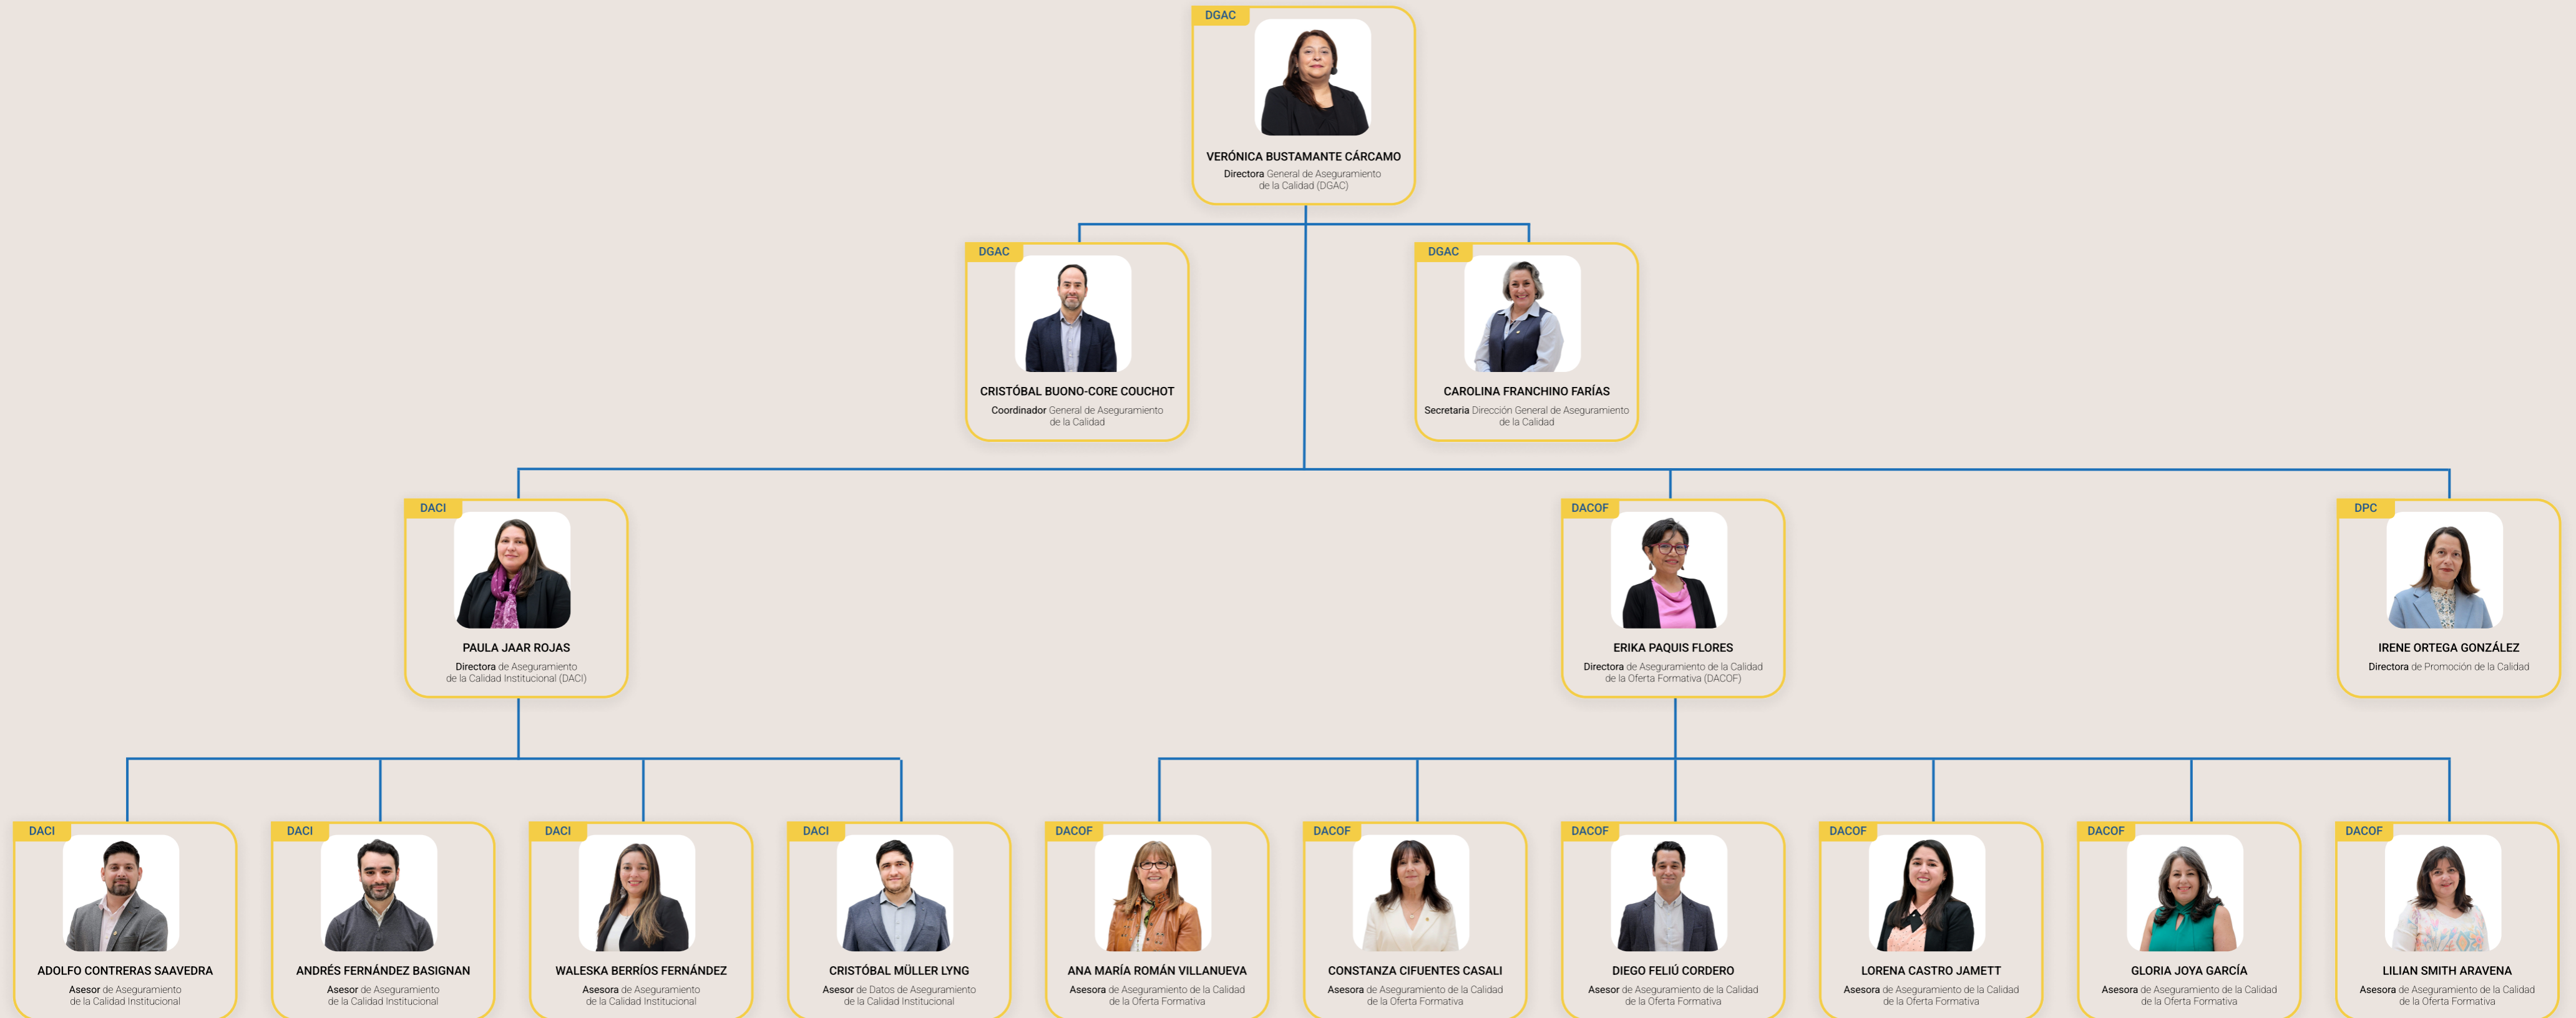 DGAC
VERÓNICA BUSTAMANTE CÁRCAMO
Directora General de Aseguramiento
de la Calidad (DGAC)
DGAC
CRISTÓBAL BUONO-CORE COUCHOT
Coordinador General de Aseguramiento
de la Calidad
DGAC
CAROLINA FRANCHINO FARÍAS
Secretaria Dirección General de Aseguramiento
de la Calidad
DACI
PAULA JAAR ROJAS
Directora de Aseguramiento
de la Calidad Institucional (DACI)
DACOF
ERIKA PAQUIS FLORES
Directora de Aseguramiento de la Calidad
de la Oferta Formativa (DACOF)
DPC
IRENE ORTEGA GONZÁLEZ
Directora de Promoción de la Calidad
DACI
ADOLFO CONTRERAS SAAVEDRA
Asesor de Aseguramiento
de la Calidad Institucional
DACI
ANDRÉS FERNÁNDEZ BASIGNAN
Asesor de Aseguramiento
de la Calidad Institucional
DACI
WALESKA BERRÍOS FERNÁNDEZ
Asesora de Aseguramiento
de la Calidad Institucional
DACI
CRISTÓBAL MÜLLER LYNG
Asesor de Datos de Aseguramiento
de la Calidad Institucional
DACOF
ANA MARÍA ROMÁN VILLANUEVA
Asesora de Aseguramiento de la Calidad
de la Oferta Formativa
DACOF
CONSTANZA CIFUENTES CASALI
Asesora de Aseguramiento de la Calidad
de la Oferta Formativa
DACOF
DIEGO FELIÚ CORDERO
Asesor de Aseguramiento de la Calidad
de la Oferta Formativa
DACOF
LORENA CASTRO JAMETT
Asesora de Aseguramiento de la Calidad
de la Oferta Formativa
DACOF
GLORIA JOYA GARCÍA
Asesora de Aseguramiento de la Calidad
de la Oferta Formativa
DACOF
LILIAN SMITH ARAVENA
Asesora de Aseguramiento de la Calidad
de la Oferta Formativa